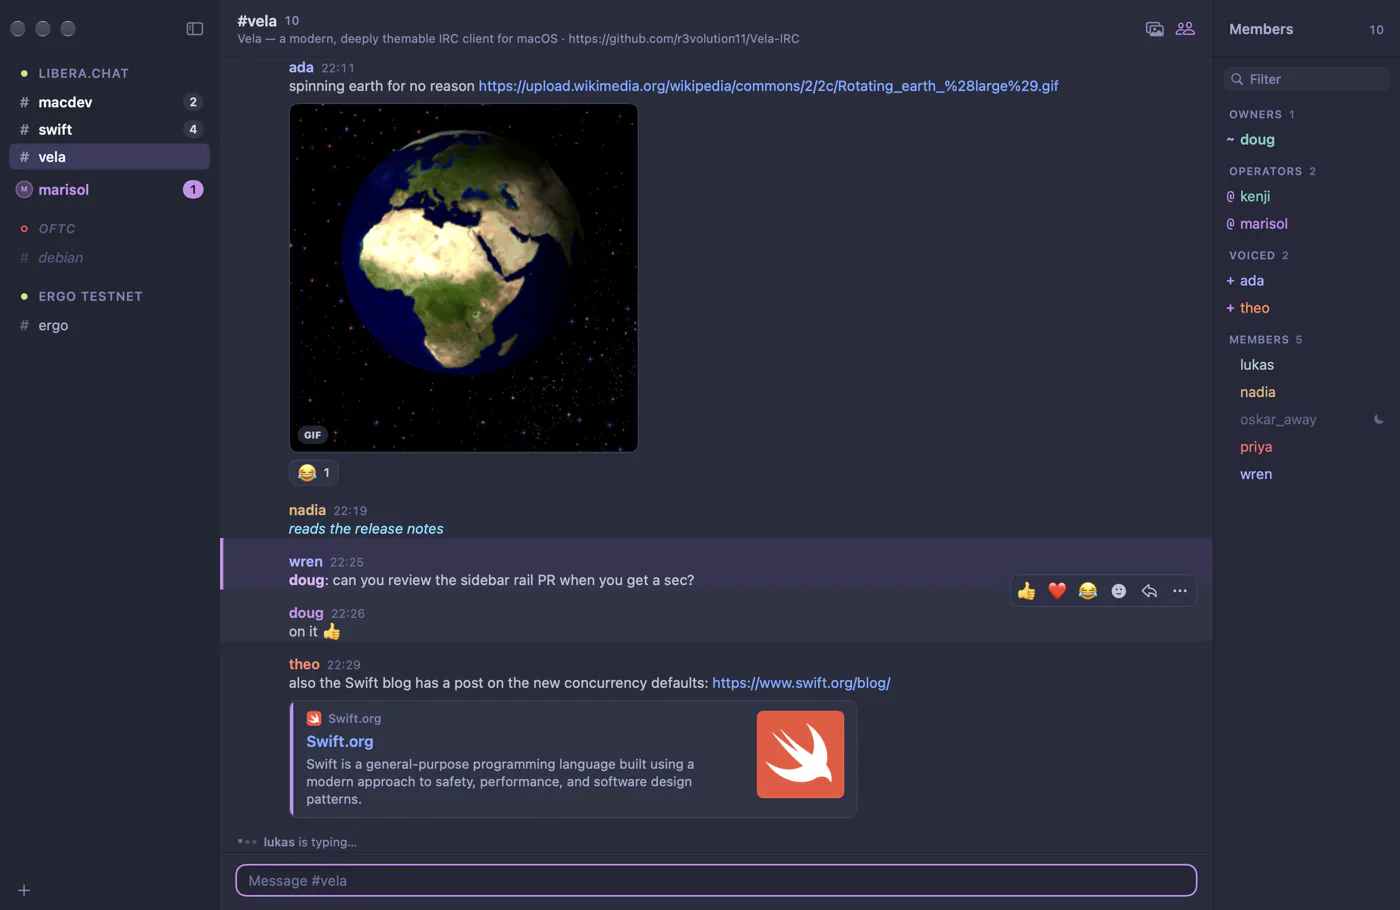 LIBERA.CHAT
# macdev 2
# swift 4
# vela
M marisol 1
OFTC
# debian
ERGO TESTNET
# ergo
+
#vela 10
Vela — a modern, deeply themable IRC client for macOS · https://github.com/r3volution11/Vela-IRC
ada 22:11
spinning earth for no reason https://upload.wikimedia.org/wikipedia/commons/2/2c/Rotating_earth_%28large%29.gif
GIF
😂 1
nadia 22:19
reads the release notes
wren 22:25
doug: can you review the sidebar rail PR when you get a sec?
👍 ❤️ 😂
doug 22:26
on it 👍
theo 22:29
also the Swift blog has a post on the new concurrency defaults: https://www.swift.org/blog/
Swift.org
Swift.org
Swift is a general-purpose programming language built using a
modern approach to safety, performance, and software design
patterns.
lukas is typing…
Message #vela
Members 10
Filter
OWNERS 1
~ doug
OPERATORS 2
@ kenji
@ marisol
VOICED 2
+ ada
+ theo
MEMBERS 5
lukas
nadia
oskar_away
priya
wren